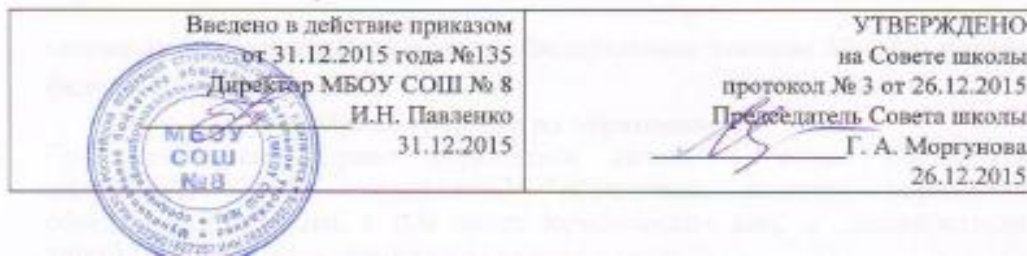 Введено в действие приказом
от 31.12.2015 года №135
Директор МБОУ СОШ № 8
И.Н. Павленко
31.12.2015
УТВЕРЖДЕНО
на Совете школы
протокол № 3 от 26.12.2015
Председатель Совета школы
Г. А. Моргунова
26.12.2015
МБОУ
СОШ
№8